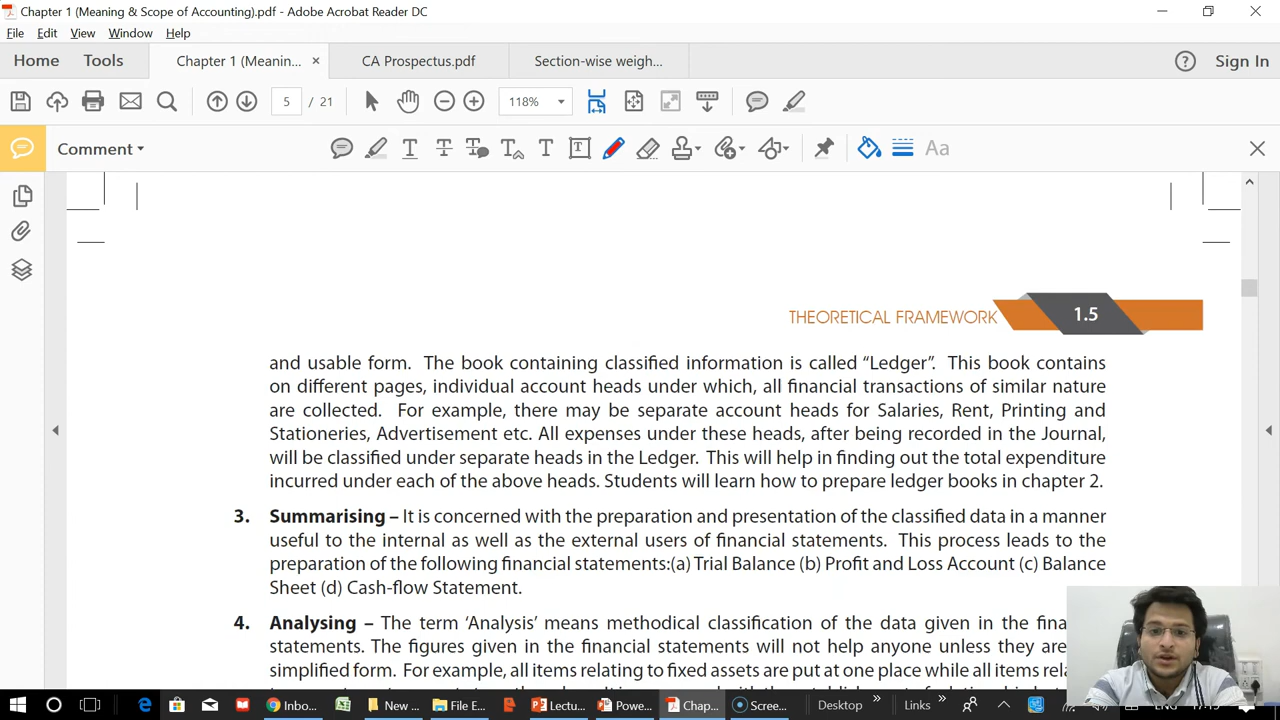 Chapter 1 (Meaning & Scope of Accounting).pdf - Adobe Acrobat Reader DC
File Edit View Window Help
Home Tools Chapter 1 (Meanin... × CA Prospectus.pdf Section-wise weigh... Sign In
5 / 21 118%
Comment Aa
THEORETICAL FRAMEWORK 1.5
and usable form. The book containing classified information is called “Ledger”. This book contains
on different pages, individual account heads under which, all financial transactions of similar nature
are collected. For example, there may be separate account heads for Salaries, Rent, Printing and
Stationeries, Advertisement etc. All expenses under these heads, after being recorded in the Journal,
will be classified under separate heads in the Ledger. This will help in finding out the total expenditure
incurred under each of the above heads. Students will learn how to prepare ledger books in chapter 2.
3. Summarising – It is concerned with the preparation and presentation of the classified data in a manner
useful to the internal as well as the external users of financial statements. This process leads to the
preparation of the following financial statements:(a) Trial Balance (b) Profit and Loss Account (c) Balance
Sheet (d) Cash-flow Statement.
4. Analysing – The term ‘Analysis’ means methodical classification of the data given in the
statements. The figures given in the financial statements will not help anyone unless they are
simplified form. For example, all items relating to fixed assets are put at one place while all items
Inbo... New ... File E... Lectu... Powe... Chap... Scree... Desktop » Links »